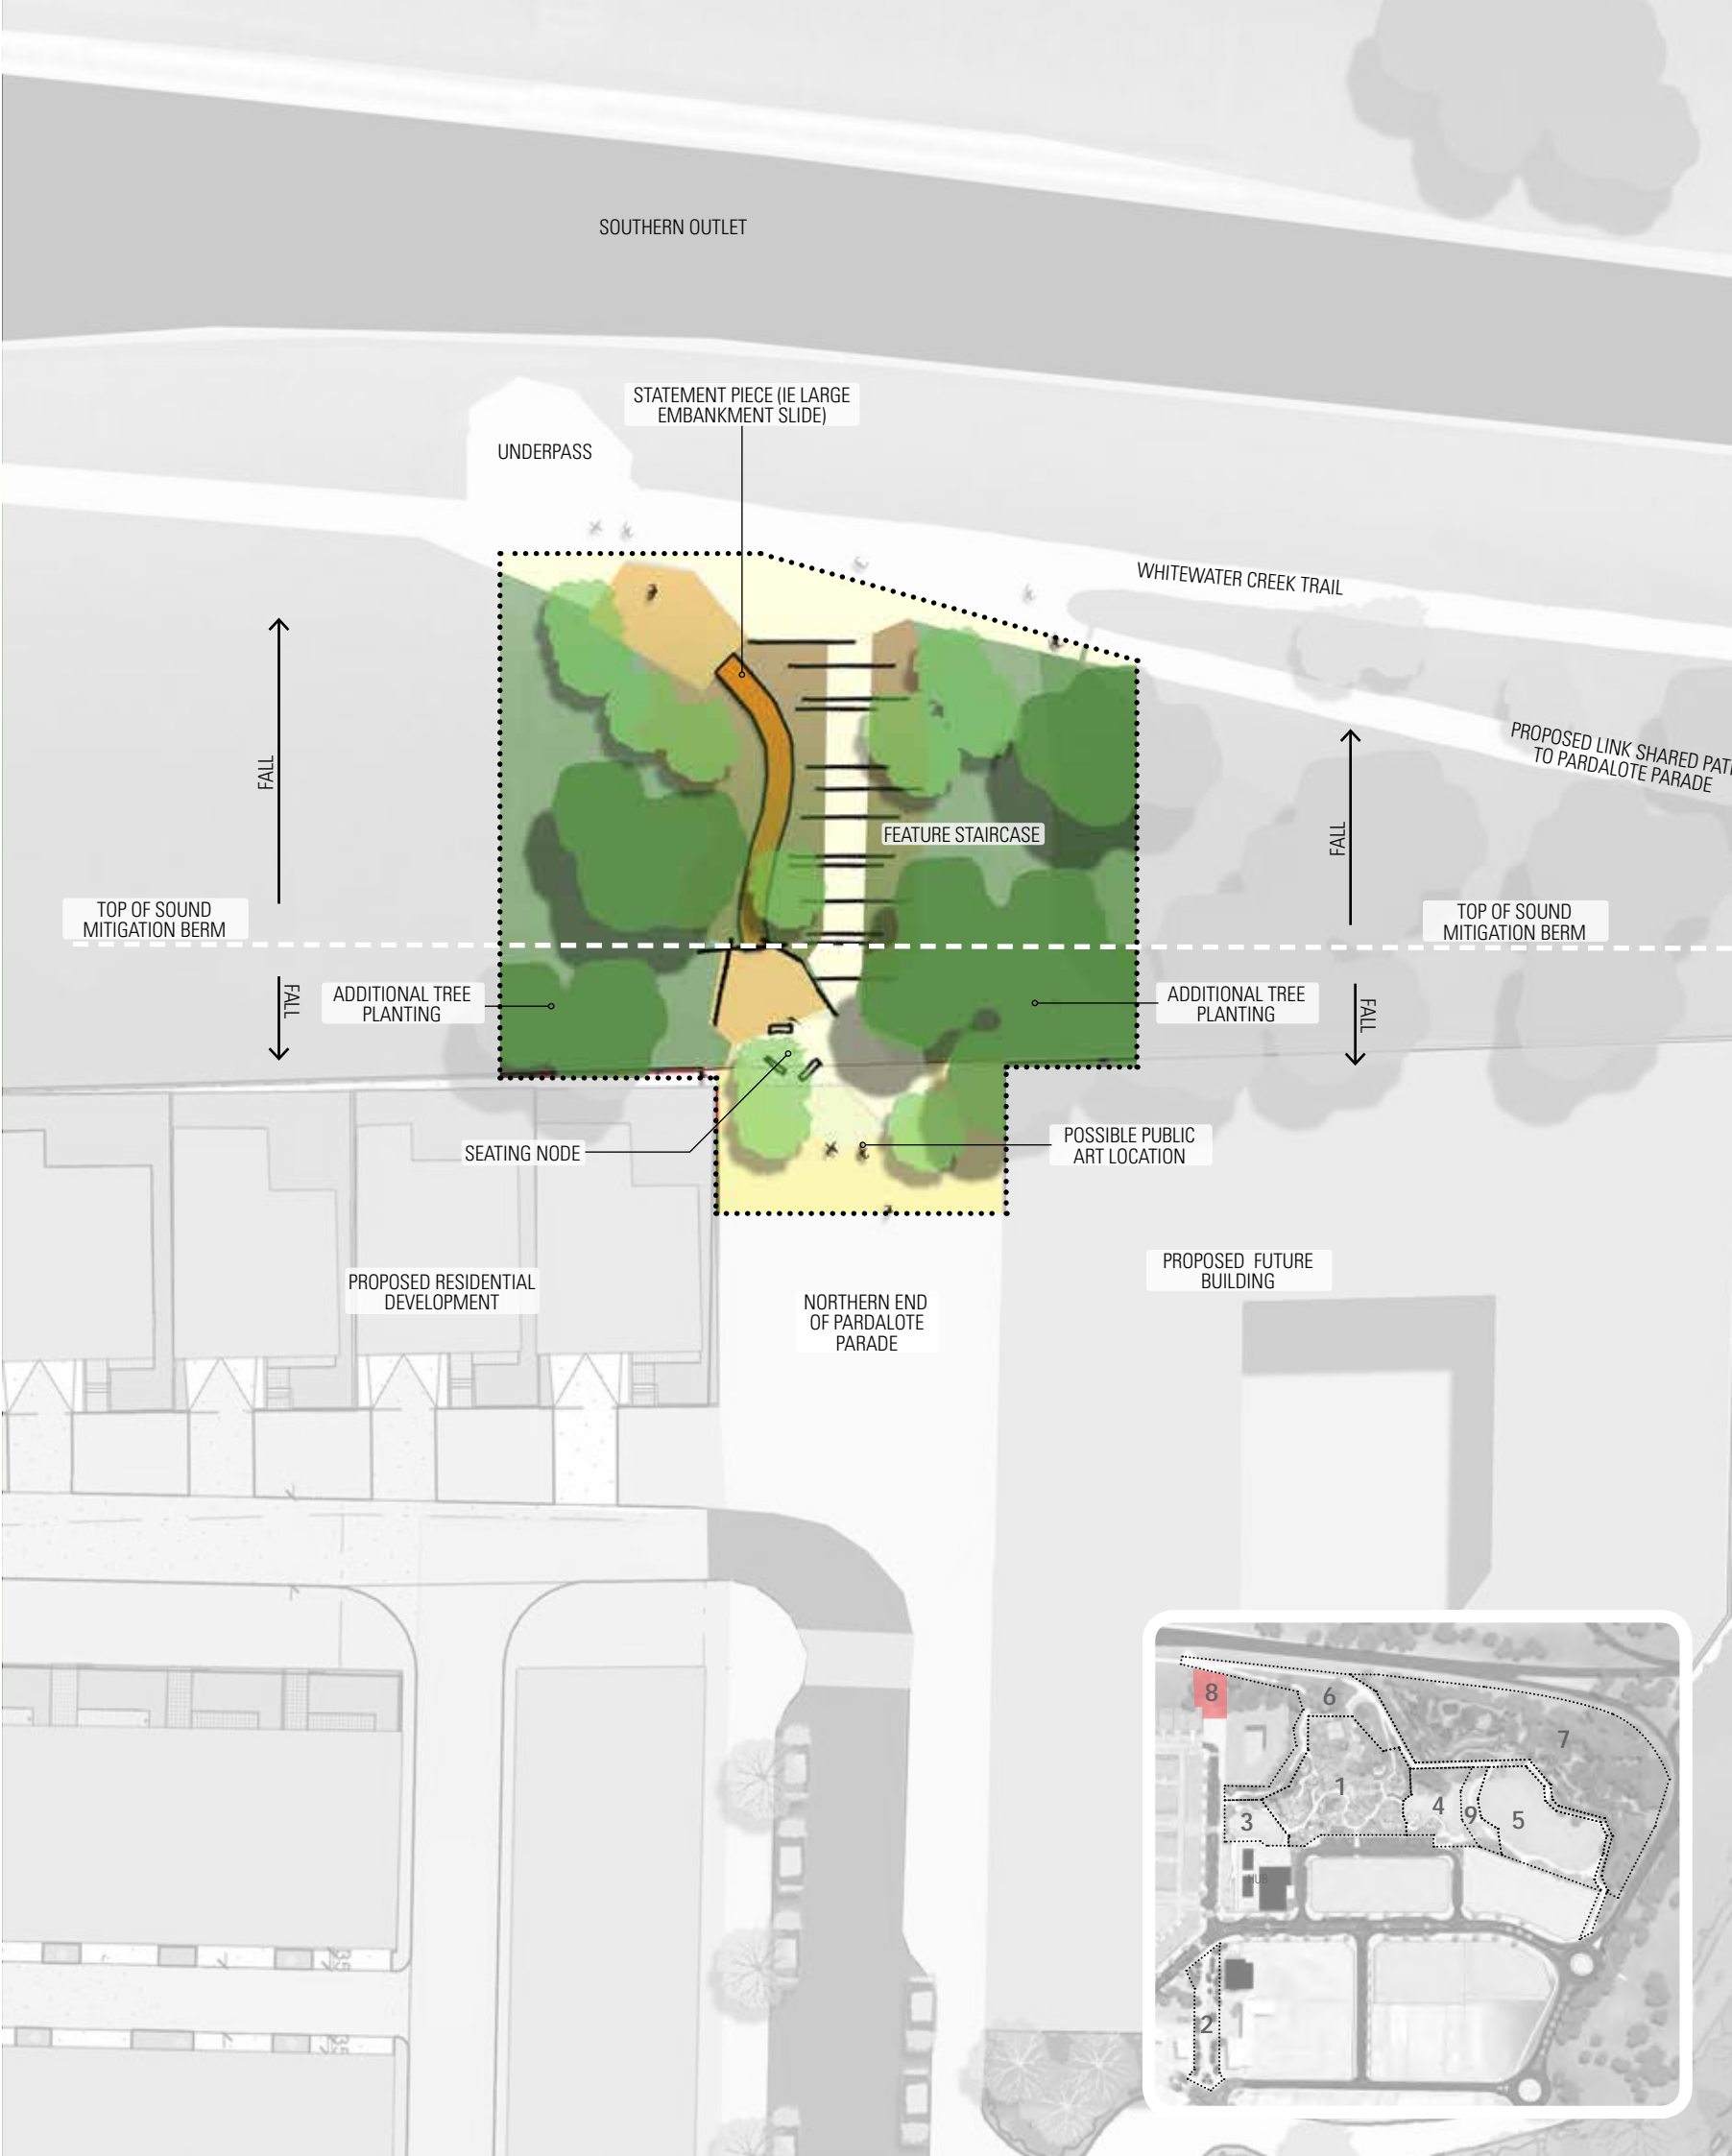 SOUTHERN OUTLET
STATEMENT PIECE (IE LARGE
EMBANKMENT SLIDE)
UNDERPASS
WHITEWATER CREEK TRAIL
PROPOSED LINK SHARED PAT
TO PARDALOTE PARADE
FALL
FALL
FEATURE STAIRCASE
TOP OF SOUND
MITIGATION BERM
TOP OF SOUND
MITIGATION BERM
FALL
ADDITIONAL TREE
PLANTING
ADDITIONAL TREE
PLANTING
FALL
SEATING NODE
POSSIBLE PUBLIC
ART LOCATION
PROPOSED RESIDENTIAL
DEVELOPMENT
NORTHERN END
OF PARDALOTE
PARADE
PROPOSED FUTURE
BUILDING
8
6
7
1
4
9
5
3
HUB
2